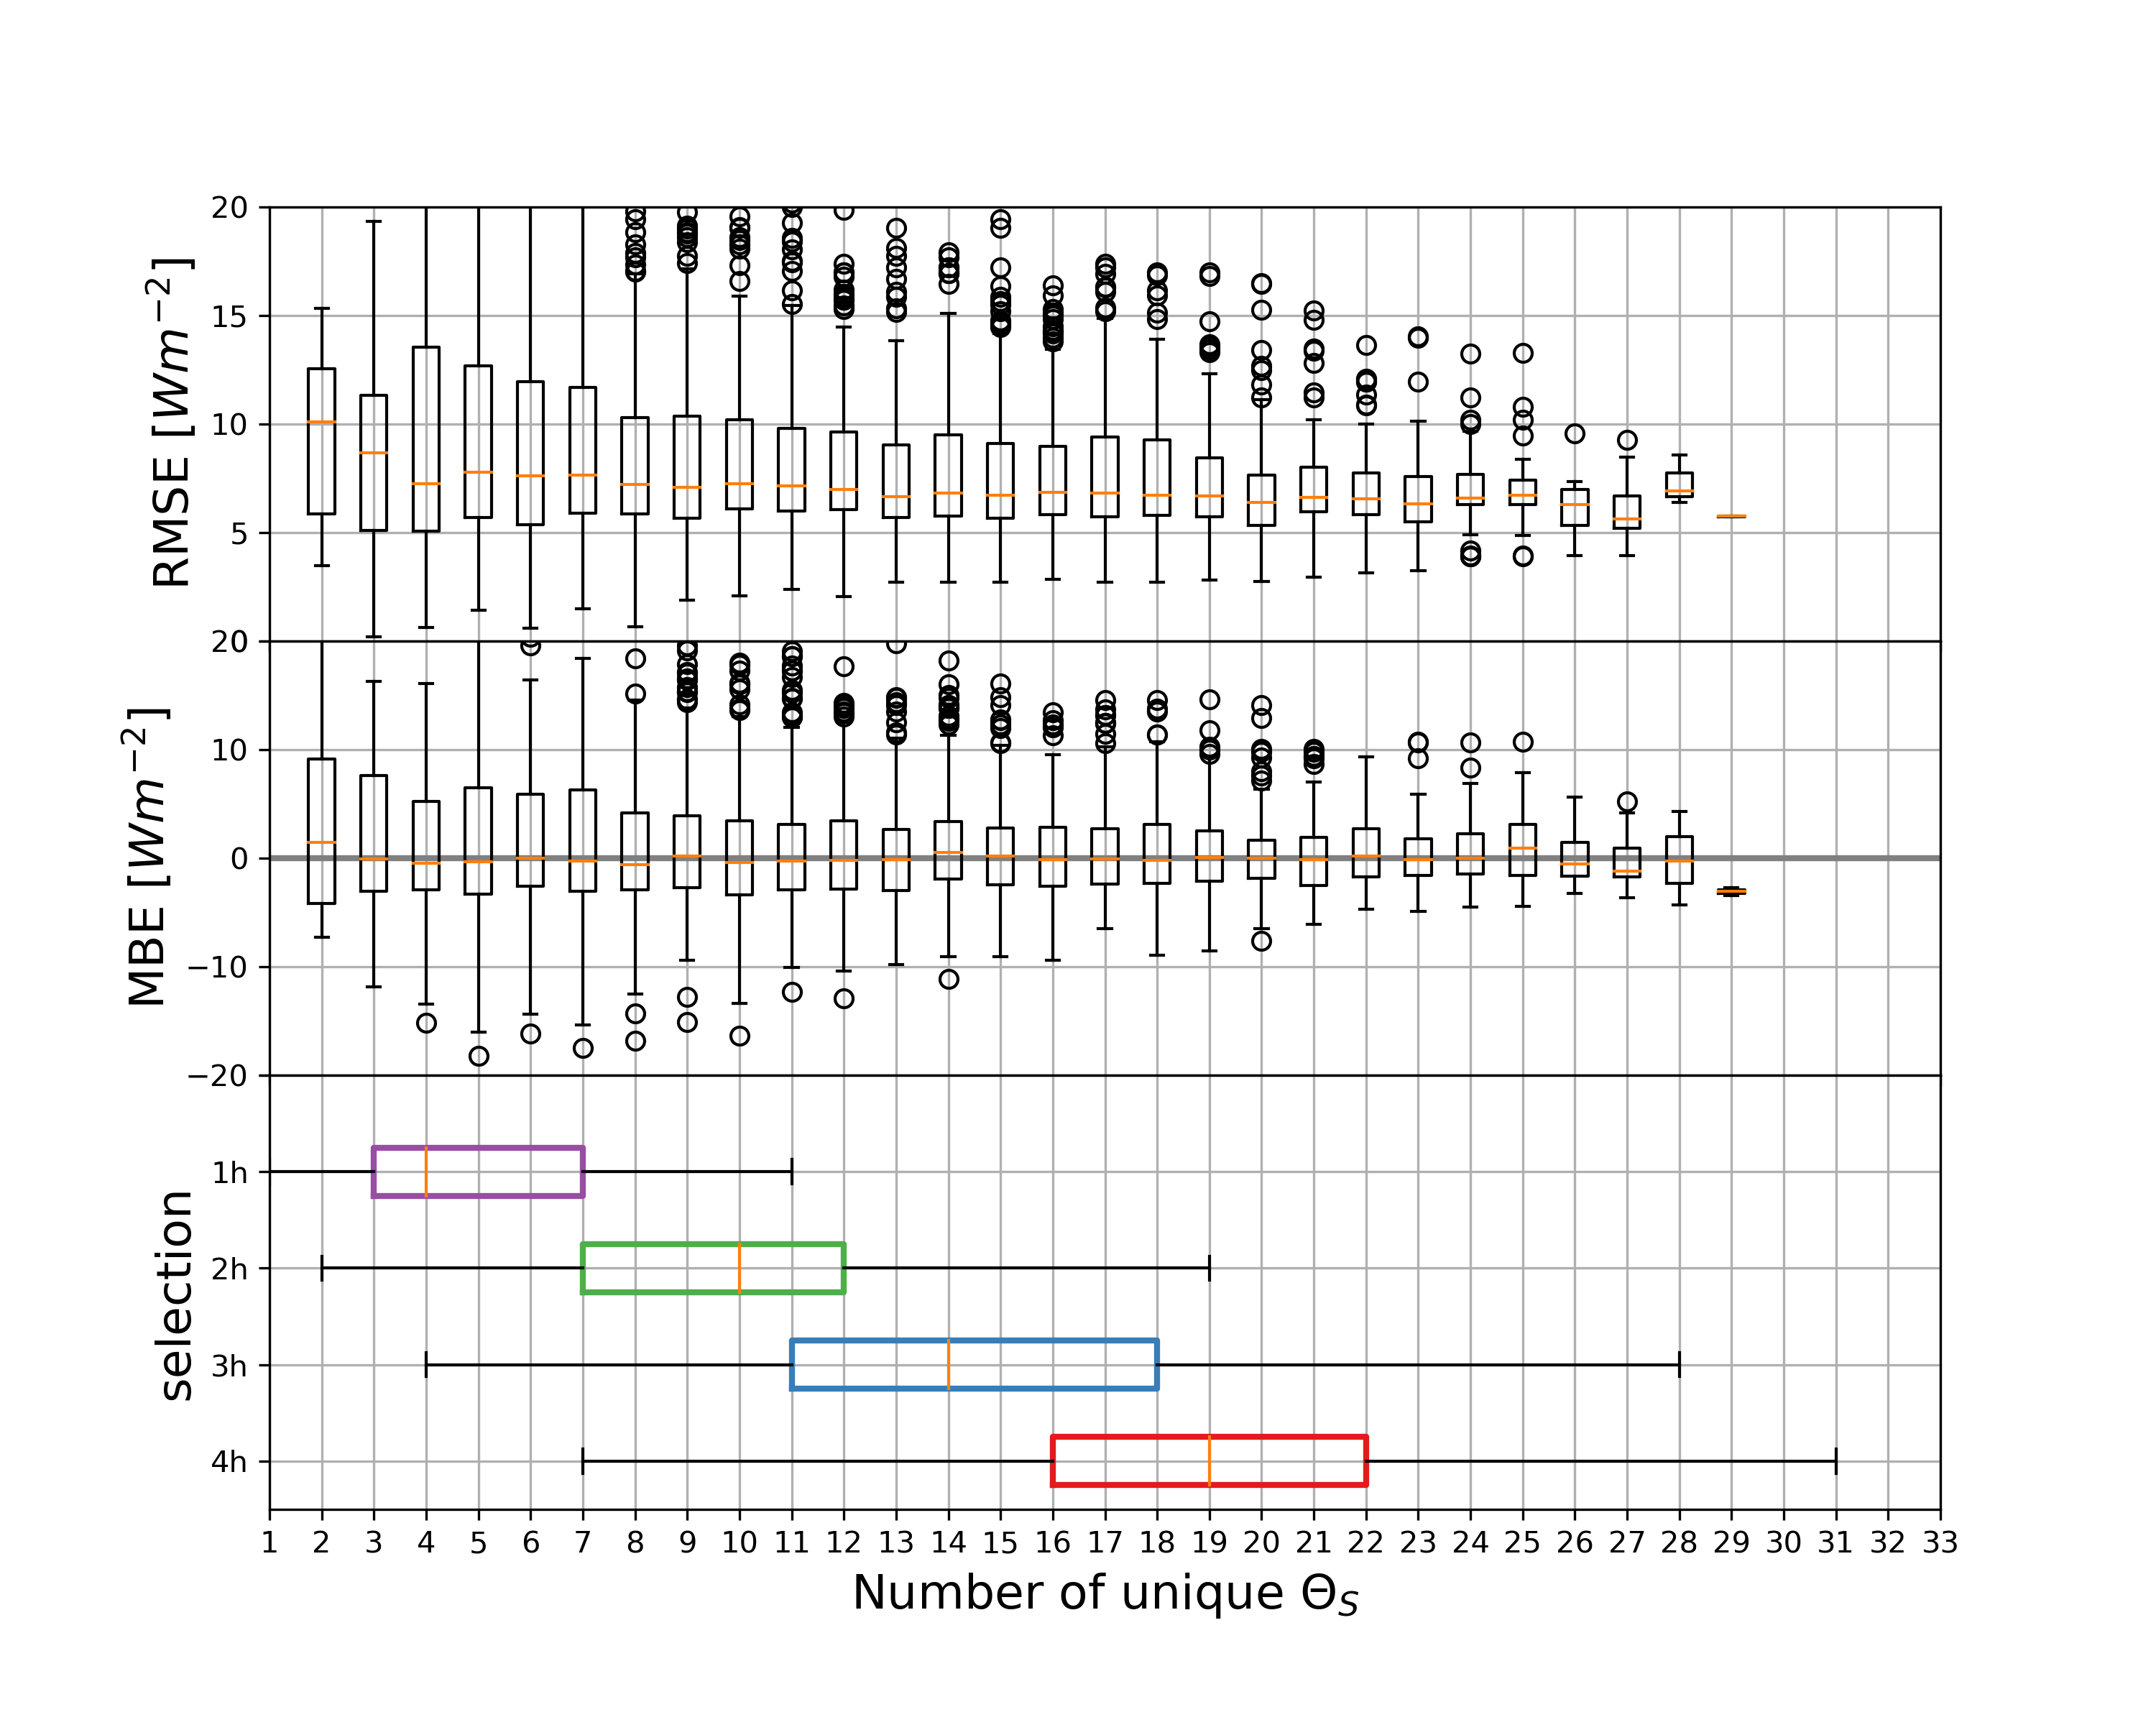 RMSE [Wm⁻²]
20
15
10
5
MBE [Wm⁻²]
20
10
0
−10
−20
selection
1h
2h
3h
4h
1 2 3 4 5 6 7 8 9 10 11 12 13 14 15 16 17 18 19 20 21 22 23 24 25 26 27 28 29 30 31 32 33
Number of unique Θ_S